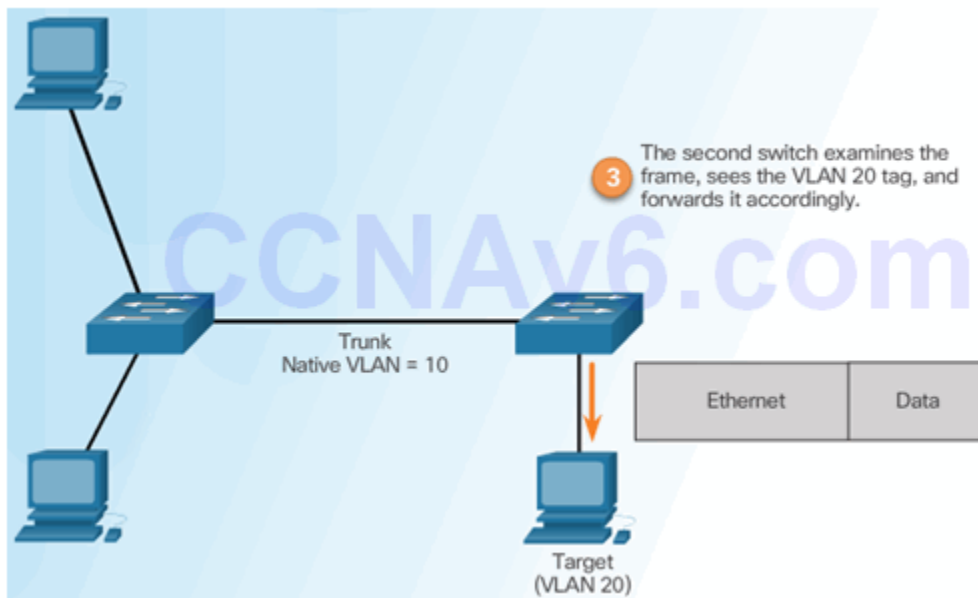 3
The second switch examines the
frame, sees the VLAN 20 tag, and
forwards it accordingly.
CCNAv6.com
Trunk
Native VLAN = 10
Ethernet
Data
Target
(VLAN 20)